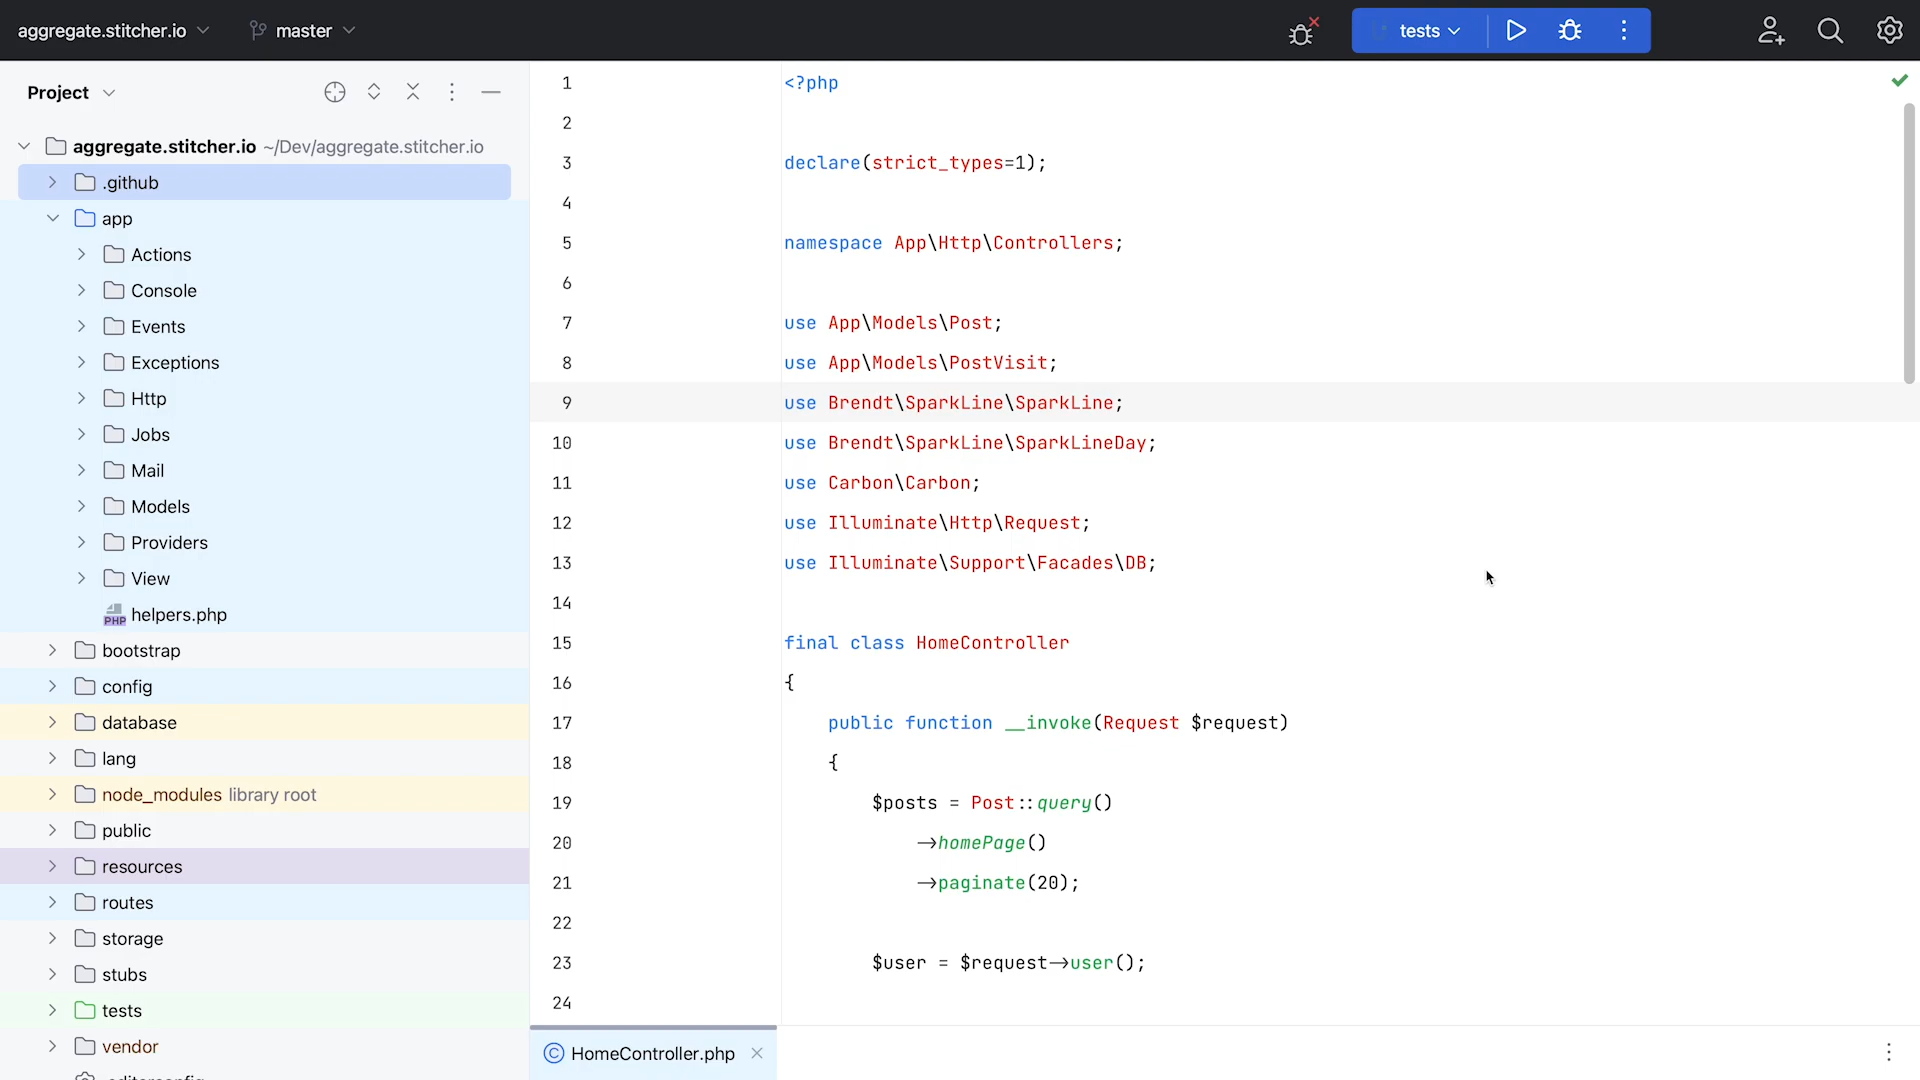 aggregate.stitcher.io master tests
Project
aggregate.stitcher.io ~/Dev/aggregate.stitcher.io
.github
app
Actions
Console
Events
Exceptions
Http
Jobs
Mail
Models
Providers
View
PHP helpers.php
bootstrap
config
database
lang
node_modules library root
public
resources
routes
storage
stubs
tests
vendor
1 <?php
2
3 declare(strict_types=1);
4
5 namespace App\Http\Controllers;
6
7 use App\Models\Post;
8 use App\Models\PostVisit;
9 use Brendt\SparkLine\SparkLine;
10 use Brendt\SparkLine\SparkLineDay;
11 use Carbon\Carbon;
12 use Illuminate\Http\Request;
13 use Illuminate\Support\Facades\DB;
14
15 final class HomeController
16 {
17 public function __invoke(Request $request)
18 {
19 $posts = Post::query()
20 ->homePage()
21 ->paginate(20);
22
23 $user = $request->user();
24
C HomeController.php